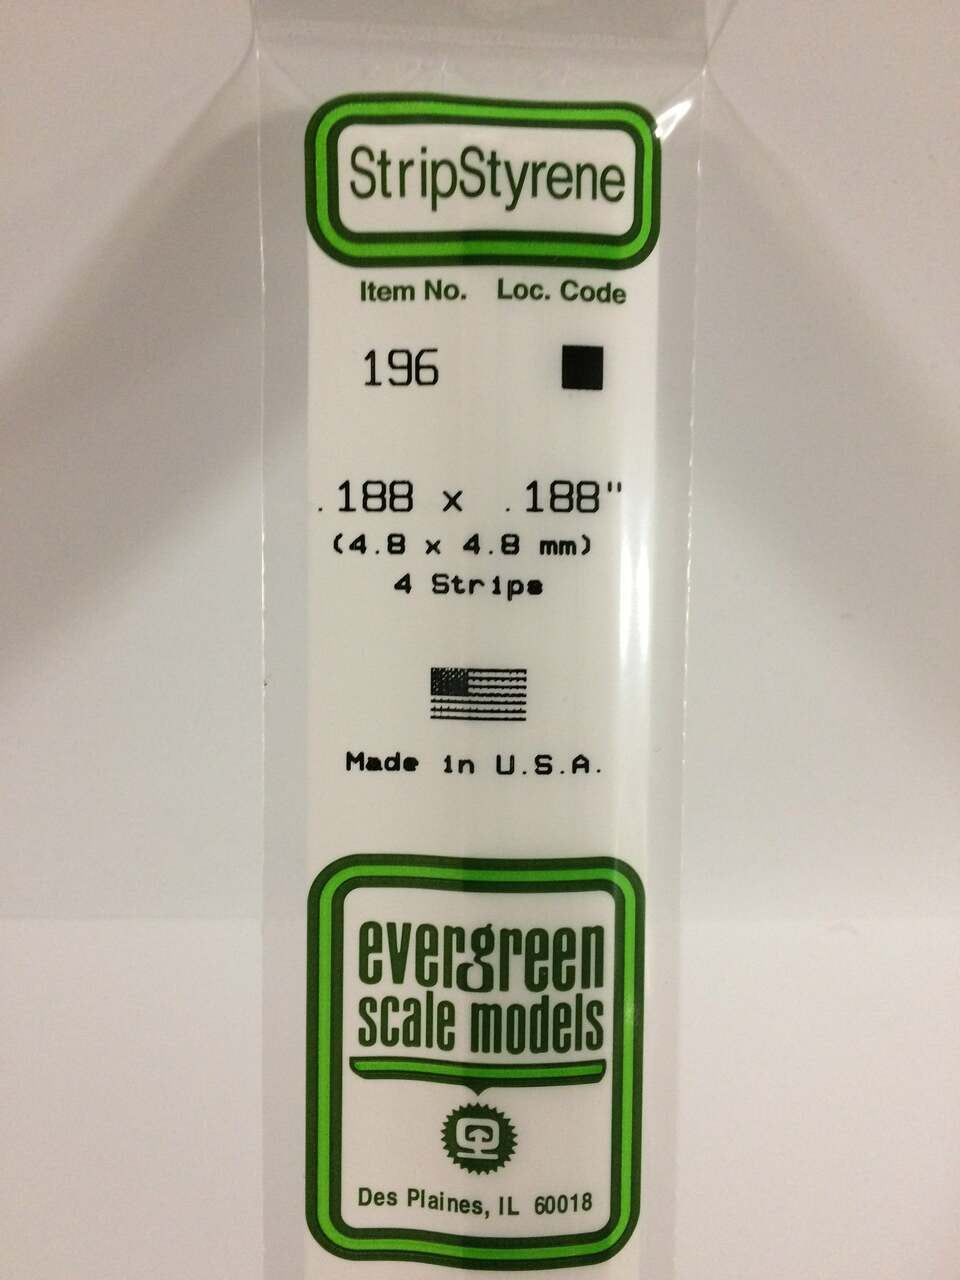 StripStyrene
Item No. Loc. Code
196
.188 x .188"
(4.8 x 4.8 mm)
4 Strips
Made in U.S.A.
evergreen
scale models
Des Plaines, IL 60018